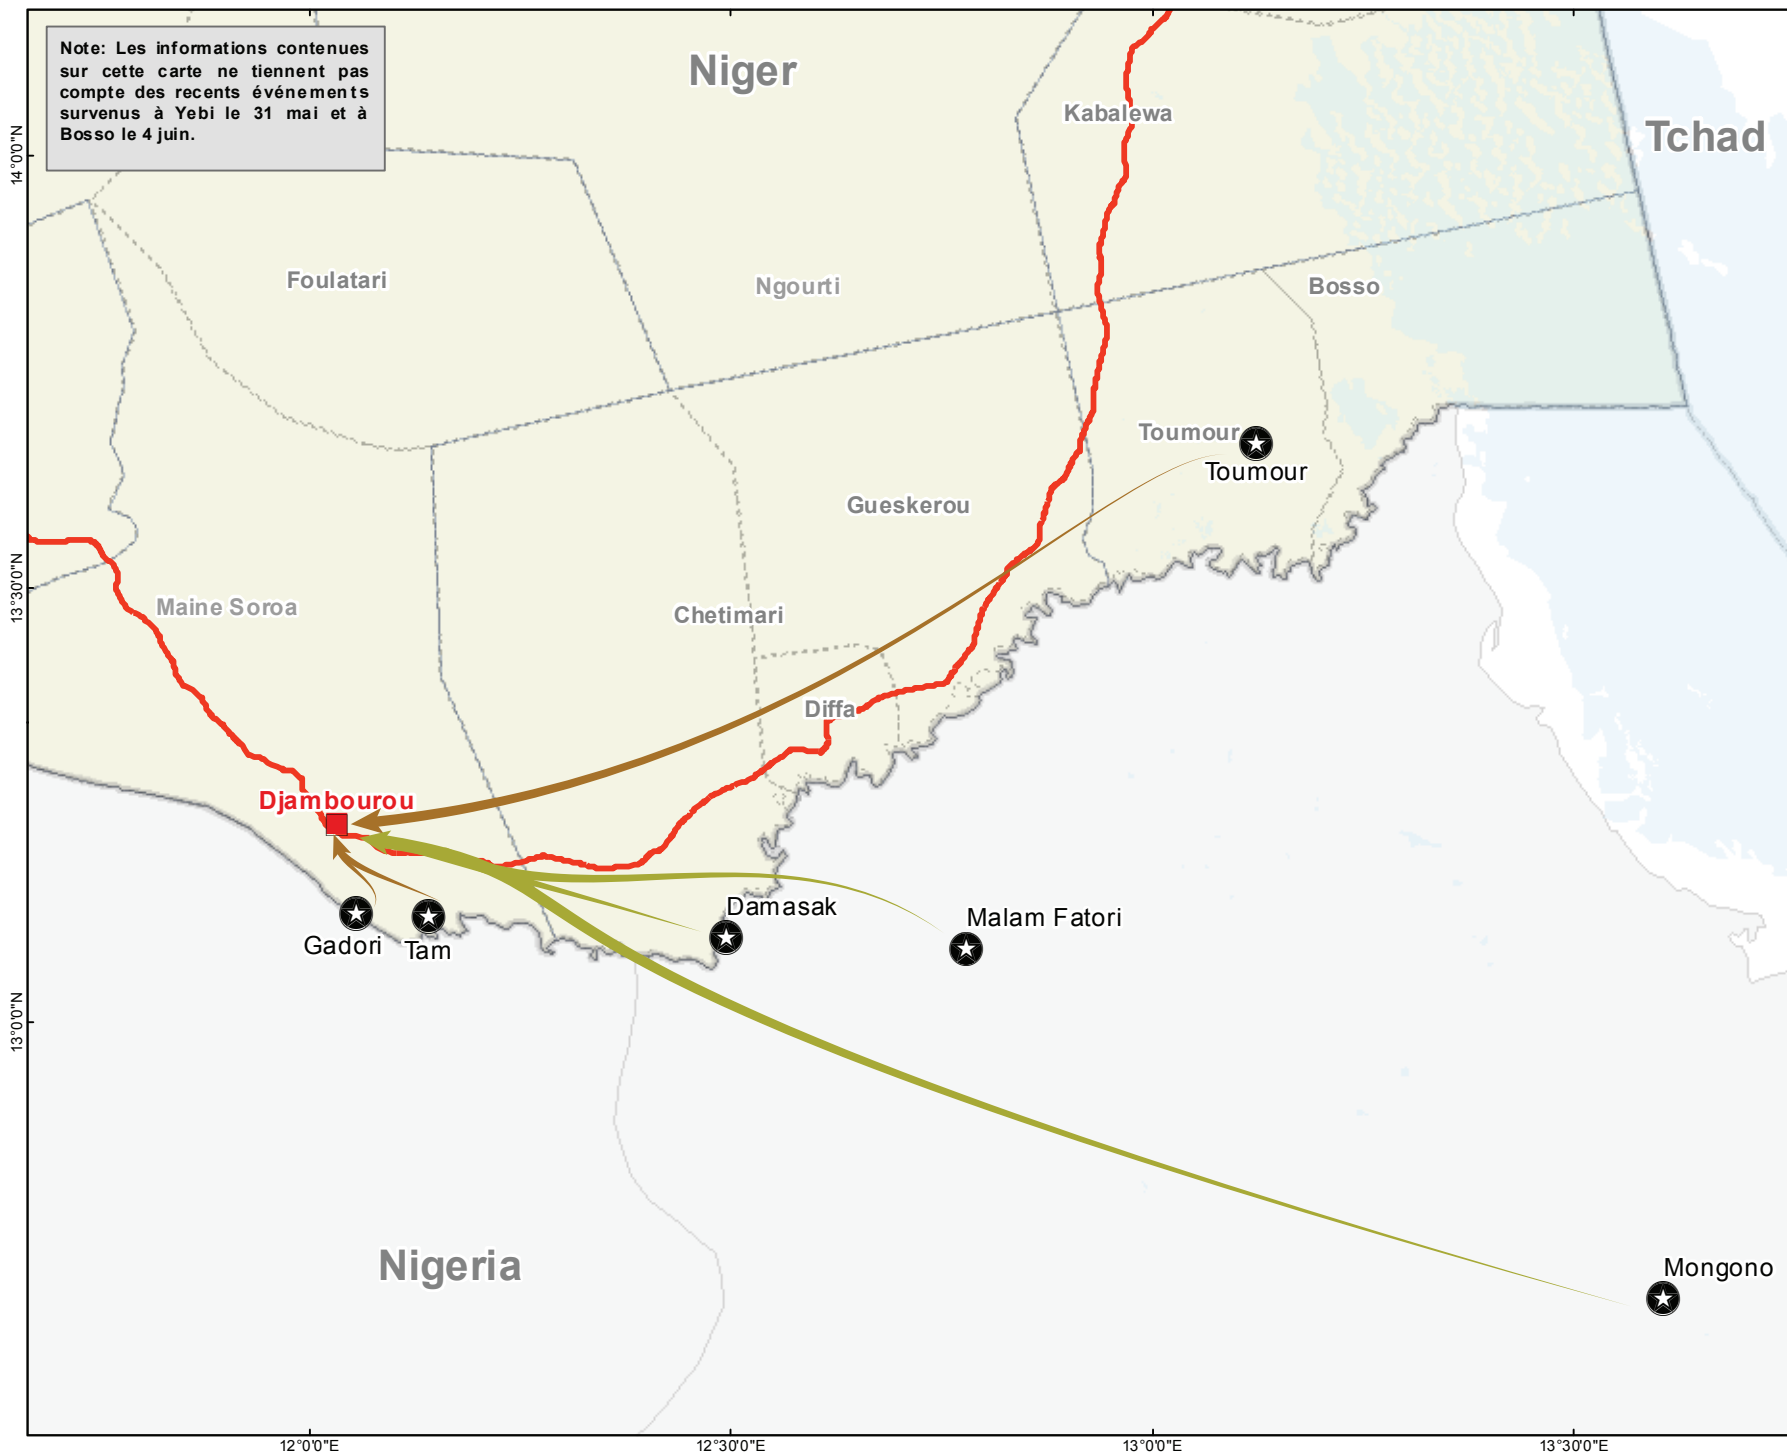 Note: Les informations contenues
sur cette carte ne tiennent pas
compte des recents événements
survenus à Yebi le 31 mai et à
Bosso le 4 juin.
Niger
Tchad
Kabalewa
14°0'0"N
Foulatari
Ngourti
Bosso
Toumour
Toumour
Gueskerou
13°30'0"N
Maine Soroa
Chetimari
Diffa
Djambourou
Damasak
Malam Fatori
Gadori
Tam
13°0'0"N
Nigeria
Mongono
12°0'0"E
12°30'0"E
13°0'0"E
13°30'0"E